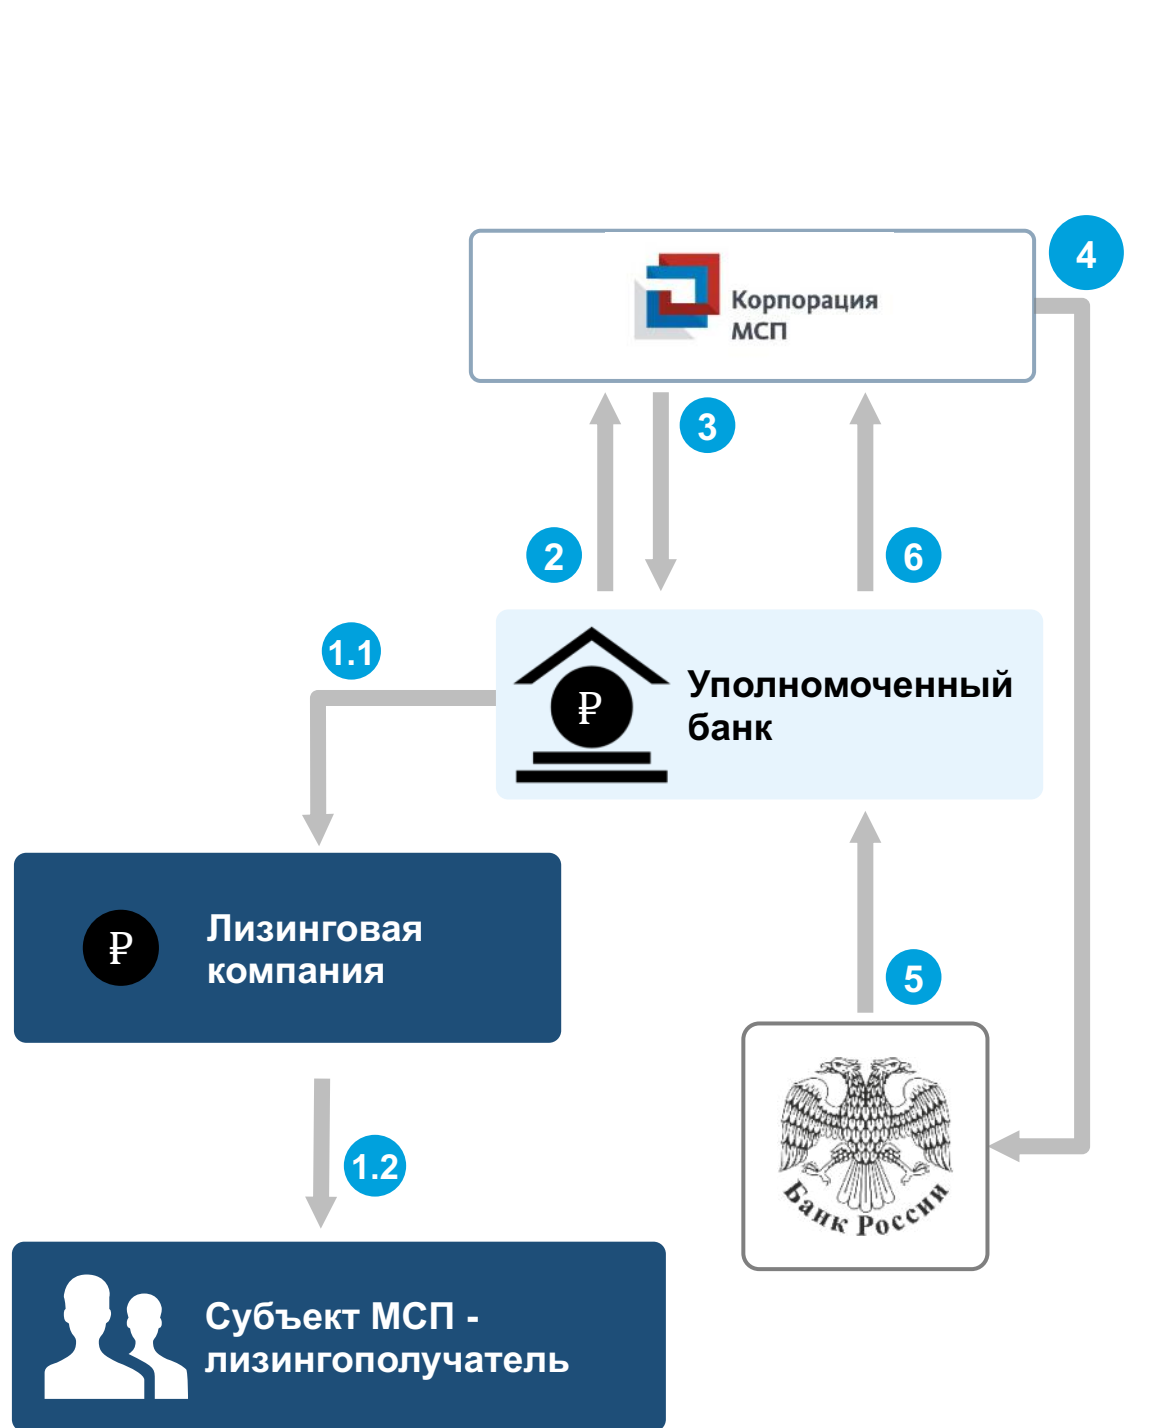 4
Корпорация
МСП
3
2
6
1.1
₽
Уполномоченный
банк
₽
Лизинговая
компания
5
1.2
Банк России
Субъект МСП -
лизингополучатель